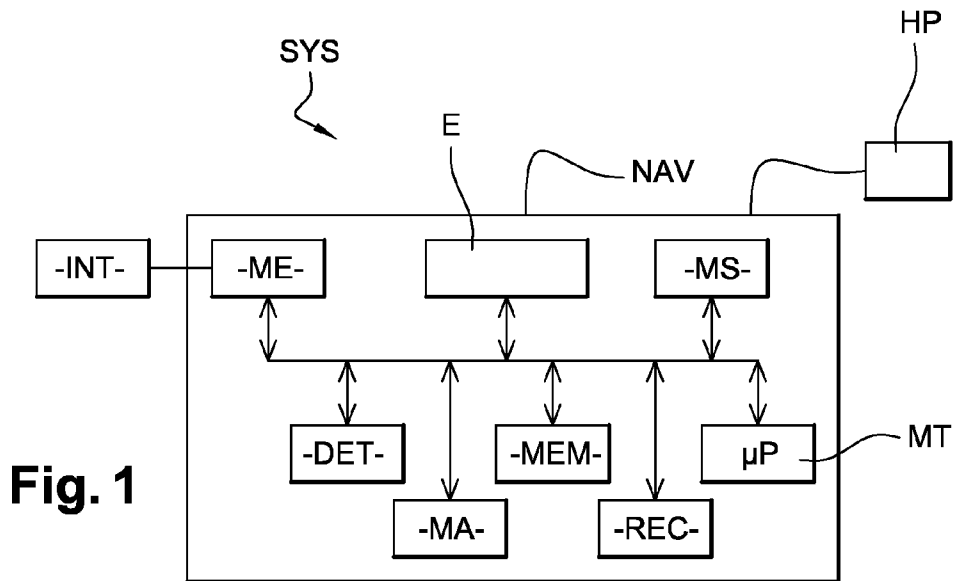 HP
SYS
E
NAV
-INT-
-ME-
-MS-
-DET-
-MEM-
µP
MT
Fig. 1
-MA-
-REC-